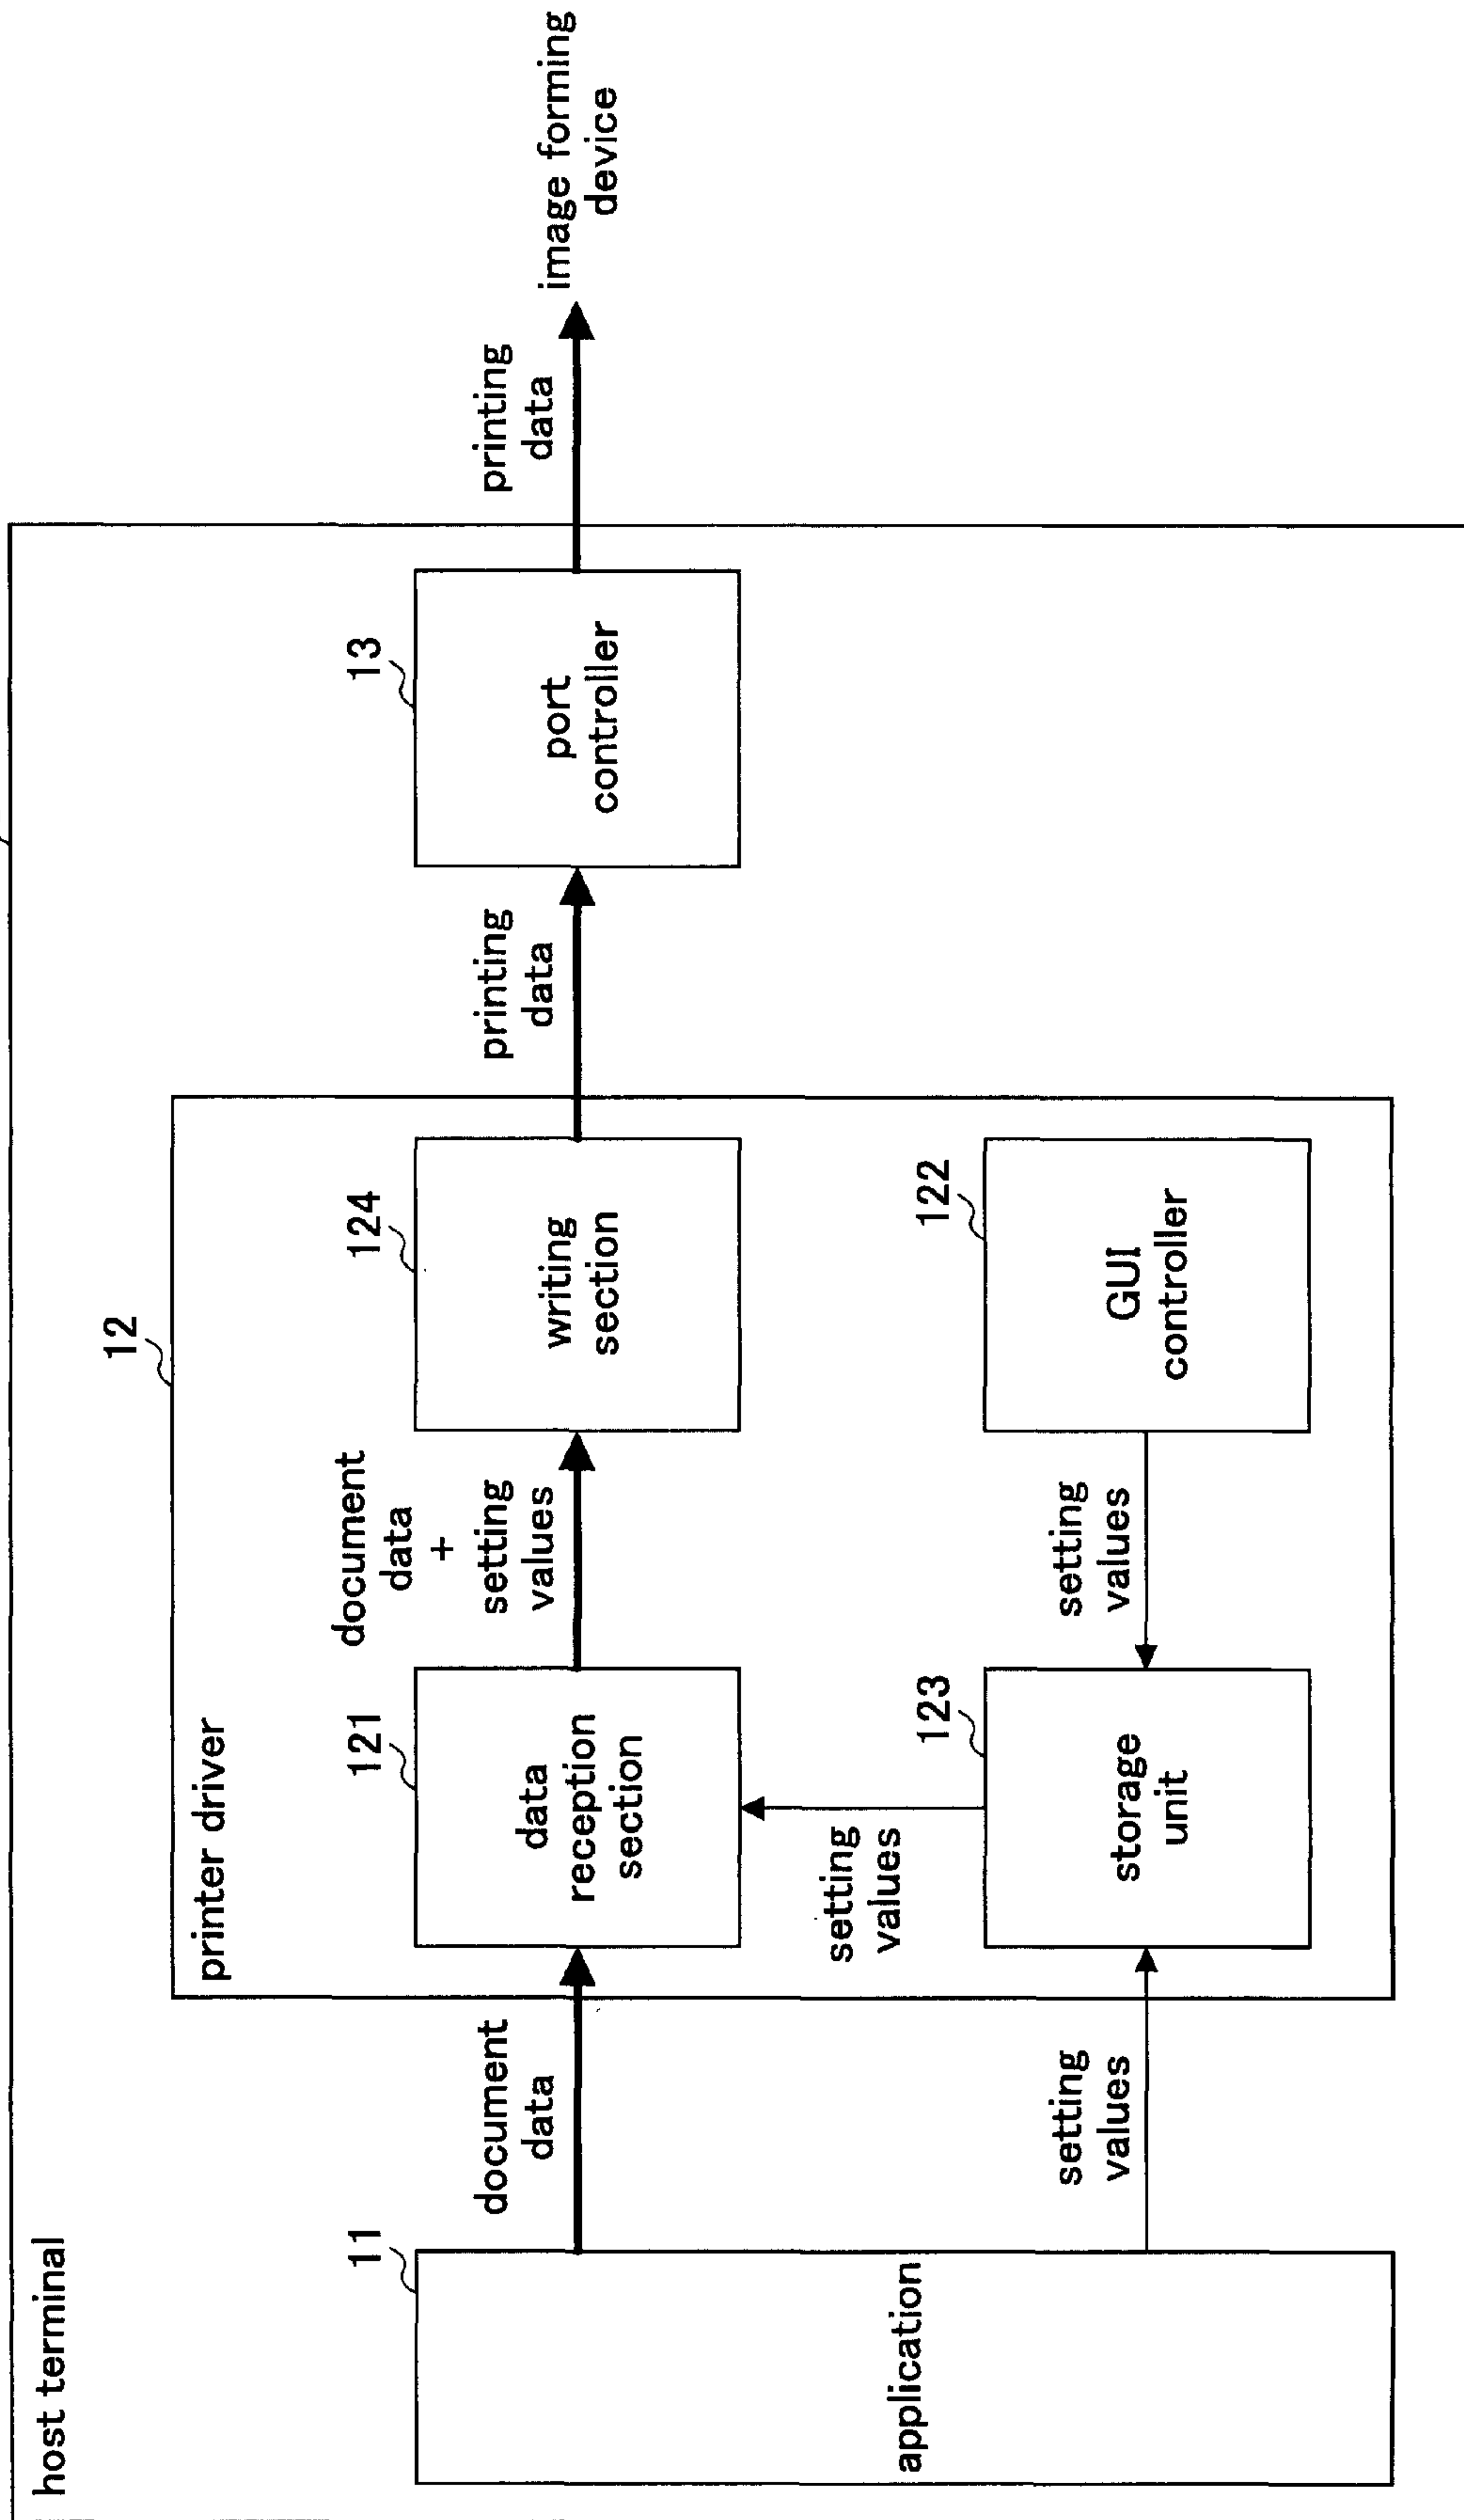 host terminal
11
application
document
data
setting
values
12
printer driver
121
data
reception
section
setting
values
123
storage
unit
document
data
+
setting
values
setting
values
124
writing
section
122
GUI
controller
printing
data
13
port
controller
printing
data
image forming
device